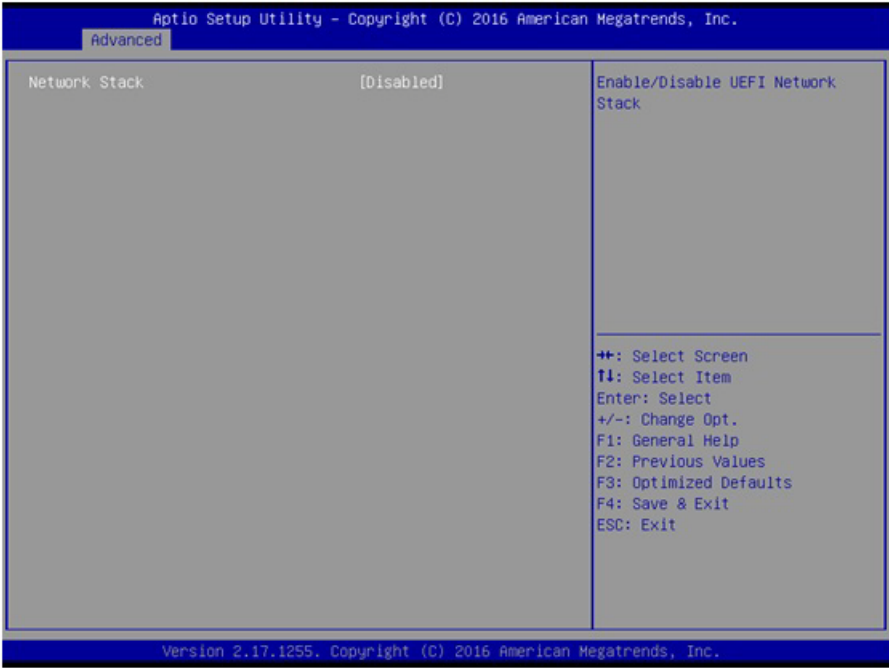 Aptio Setup Utility – Copyright (C) 2016 American Megatrends, Inc.
Advanced
Network Stack [Disabled]
Enable/Disable UEFI Network
Stack
→←: Select Screen
↑↓: Select Item
Enter: Select
+/-: Change Opt.
F1: General Help
F2: Previous Values
F3: Optimized Defaults
F4: Save & Exit
ESC: Exit
Version 2.17.1255. Copyright (C) 2016 American Megatrends, Inc.